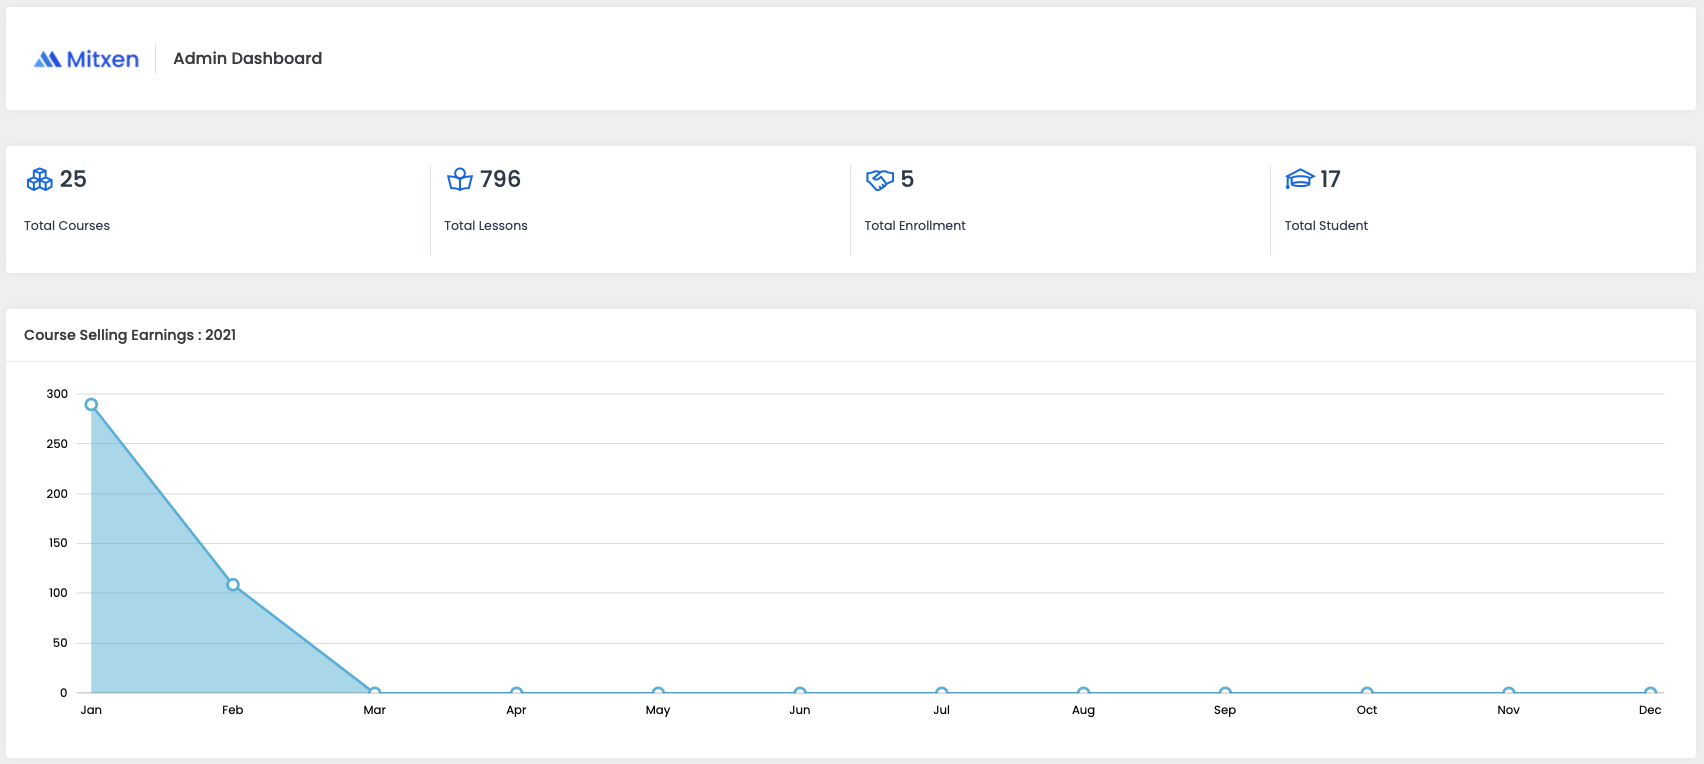 Mitxen
Admin Dashboard
25
796
5
17
Total Courses
Total Lessons
Total Enrollment
Total Student
Course Selling Earnings : 2021
300
250
200
150
100
50
0
Jan Feb Mar Apr May Jun Jul Aug Sep Oct Nov Dec